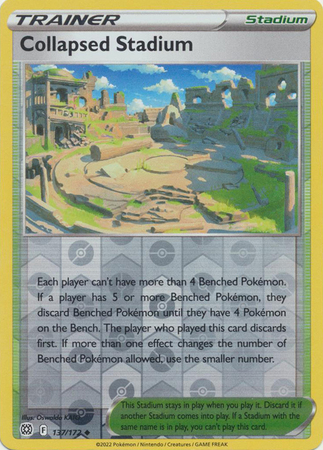 TRAINER Stadium
Collapsed Stadium
Each player can't have more than 4 Benched Pokémon.
If a player has 5 or more Benched Pokémon, they
discard Benched Pokémon until they have 4 Pokémon
on the Bench. The player who played this card discards
first. If more than one effect changes the number of
Benched Pokémon allowed, use the smaller number.
This Stadium stays in play when you play it. Discard it if
another Stadium comes into play. If a Stadium with the
same name is in play, you can't play this card.
Illus. Oswaldo KATO
F 137/172
©2022 Pokémon / Nintendo / Creatures / GAME FREAK